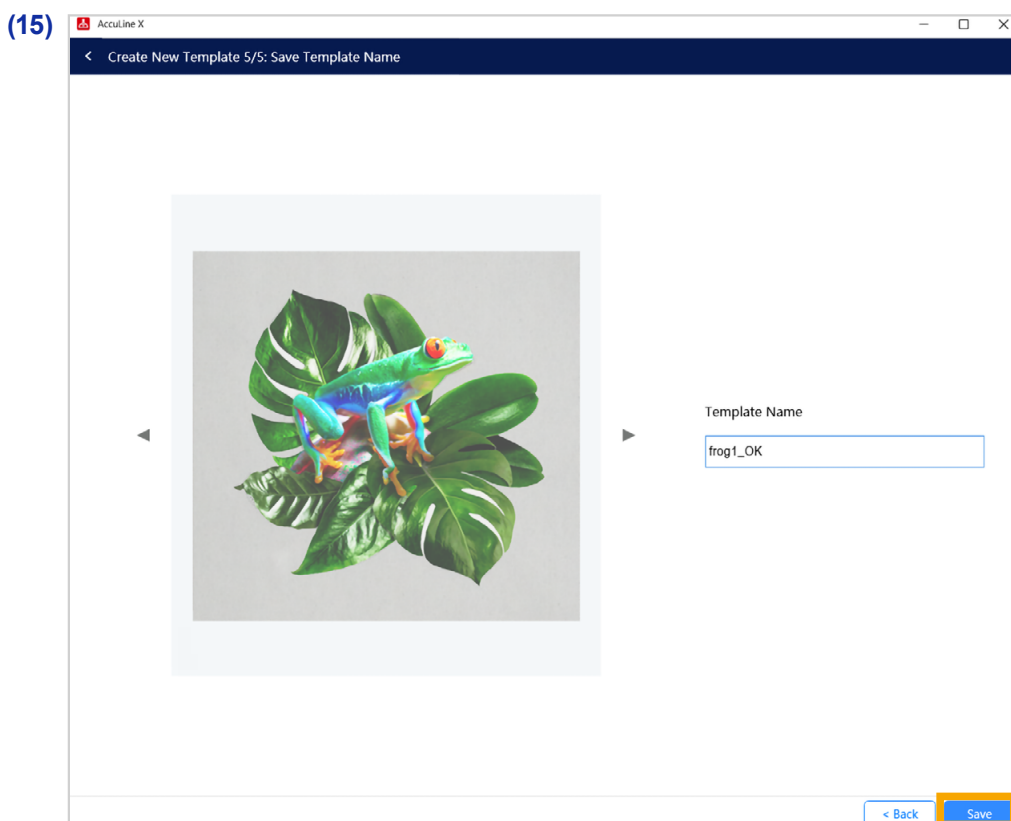 (15)
AccuLine X
< Create New Template 5/5: Save Template Name
Template Name
frog1_OK
< Back
Save